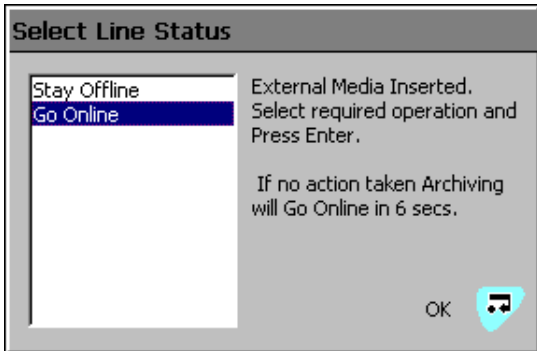 Select Line Status
Stay Offline
Go Online
External Media Inserted.
Select required operation and
Press Enter.
If no action taken Archiving
will Go Online in 6 secs.
OK